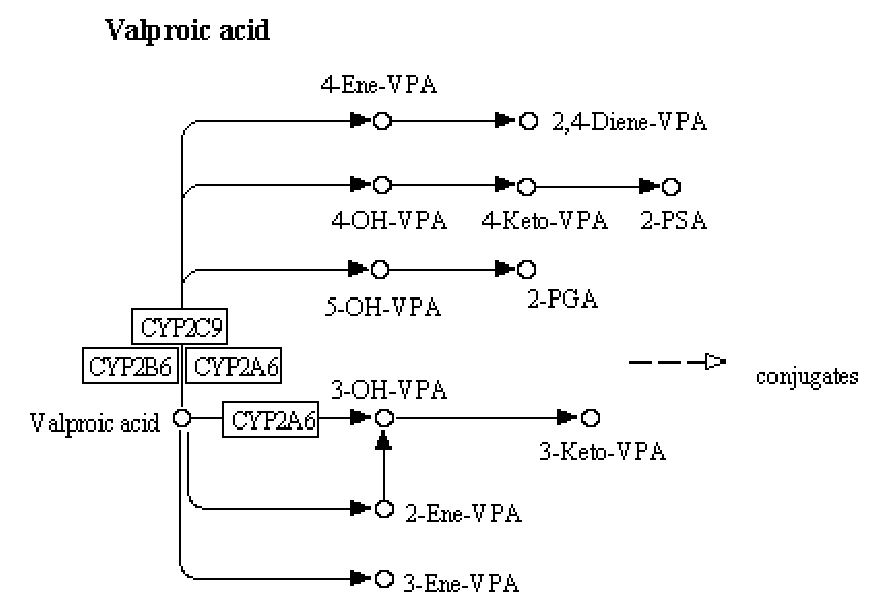 Valproic acid
4-Ene-VPA
2,4-Diene-VPA
4-OH-VPA
4-Keto-VPA
2-PSA
5-OH-VPA
2-PGA
CYP2C9
CYP2B6
CYP2A6
conjugates
3-OH-VPA
Valproic acid
CYP2A6
3-Keto-VPA
2-Ene-VPA
3-Ene-VPA